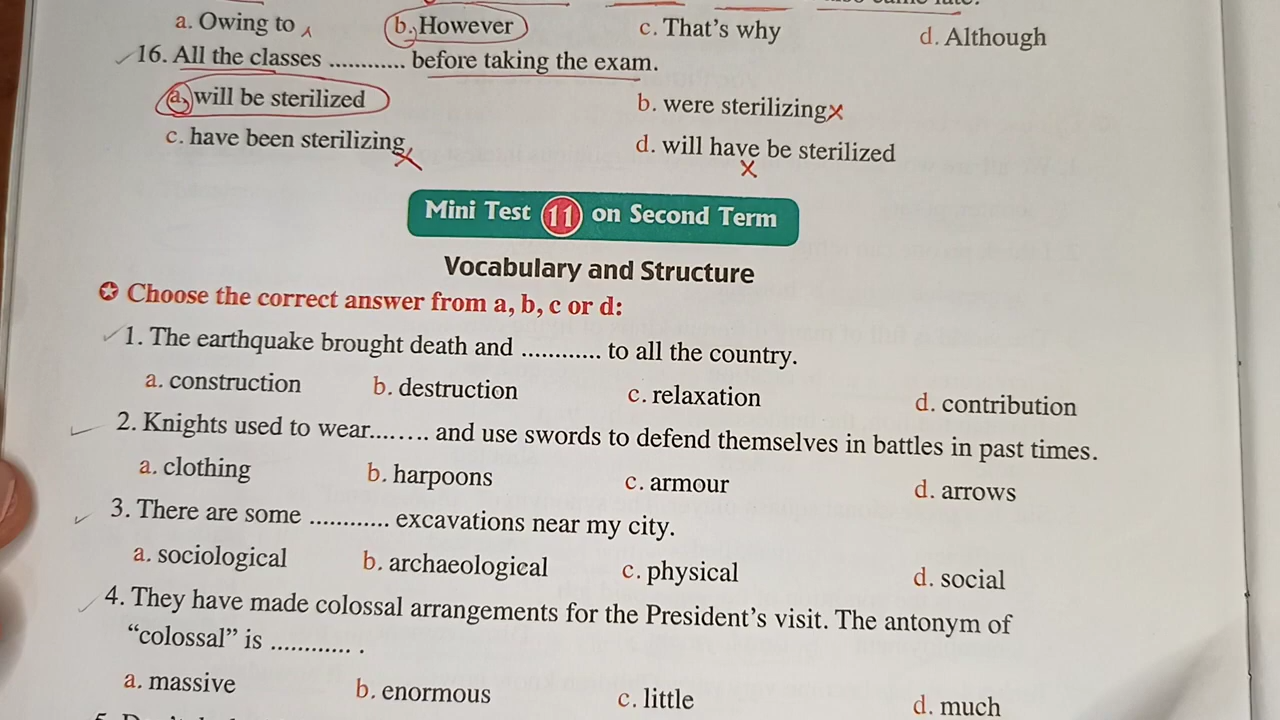 a. Owing to b. However c. That's why d. Although
16. All the classes ............ before taking the exam.
a. will be sterilized b. were sterilizing
c. have been sterilizing d. will have be sterilized
Mini Test 11 on Second Term
Vocabulary and Structure
Choose the correct answer from a, b, c or d:
1. The earthquake brought death and ............ to all the country.
a. construction b. destruction c. relaxation d. contribution
2. Knights used to wear........ and use swords to defend themselves in battles in past times.
a. clothing b. harpoons c. armour d. arrows
3. There are some ............ excavations near my city.
a. sociological b. archaeological c. physical d. social
4. They have made colossal arrangements for the President's visit. The antonym of
“colossal” is ............ .
a. massive b. enormous c. little d. much